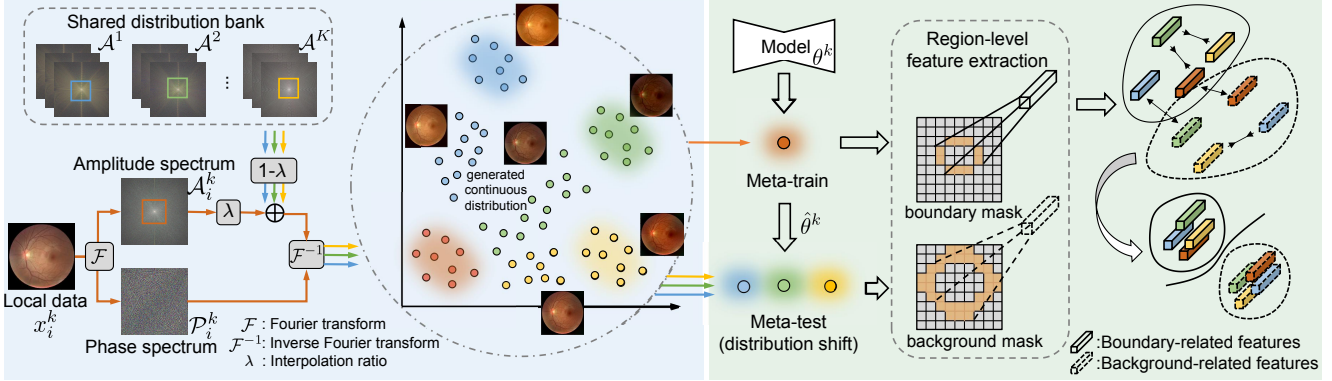 Shared distribution bank
𝒜^1
𝒜^2
⋮
𝒜^K
Amplitude spectrum
𝒜_i^k
1-λ
λ
ℱ
ℱ^{-1}
Local data
x_i^k
𝒫_i^k
Phase spectrum
ℱ : Fourier transform
ℱ^{-1} : Inverse Fourier transform
λ : Interpolation ratio
generated
continuous
distribution
Model θ^k
Meta-train
θ̂^k
Meta-test
(distribution shift)
Region-level
feature extraction
boundary mask
background mask
:Boundary-related features
:Background-related features